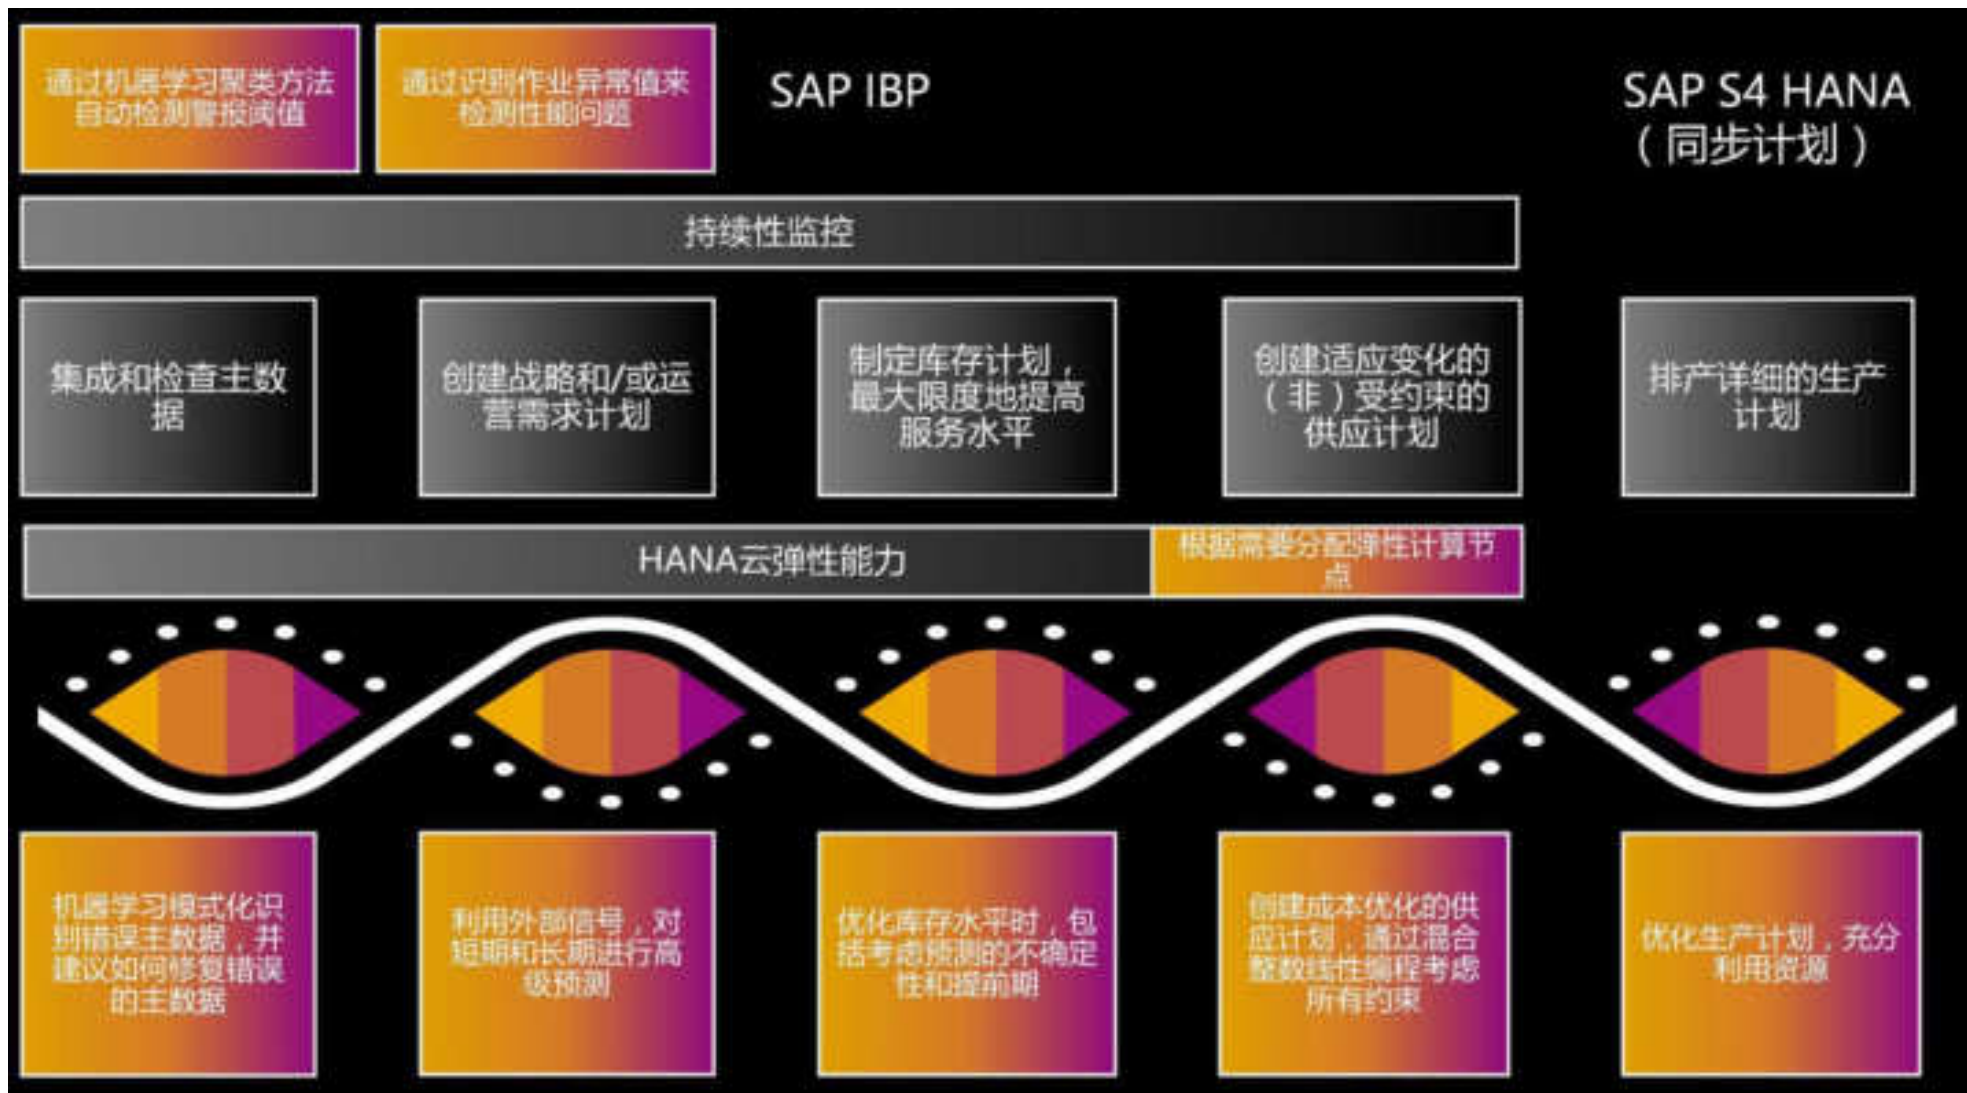 通过机器学习聚类方法
自动检测警报阈值
通过识别作业异常值来
检测性能问题
SAP IBP
SAP S4 HANA
（同步计划）
持续性监控
集成和检查主数
据
创建战略和/或运
营需求计划
制定库存计划，
最大限度地提高
服务水平
创建适应变化的
（非）受约束的
供应计划
排产详细的生产
计划
HANA云弹性能力
根据需要分配弹性计算节
点
机器学习模式化识
别错误主数据，并
建议如何修复错误
的主数据
利用外部信号，对
短期和长期进行高
级预测
优化库存水平时，包
括考虑预测的不确定
性和提前期
创建成本优化的供
应计划，通过混合
整数线性编程考虑
所有约束
优化生产计划，充分
利用资源